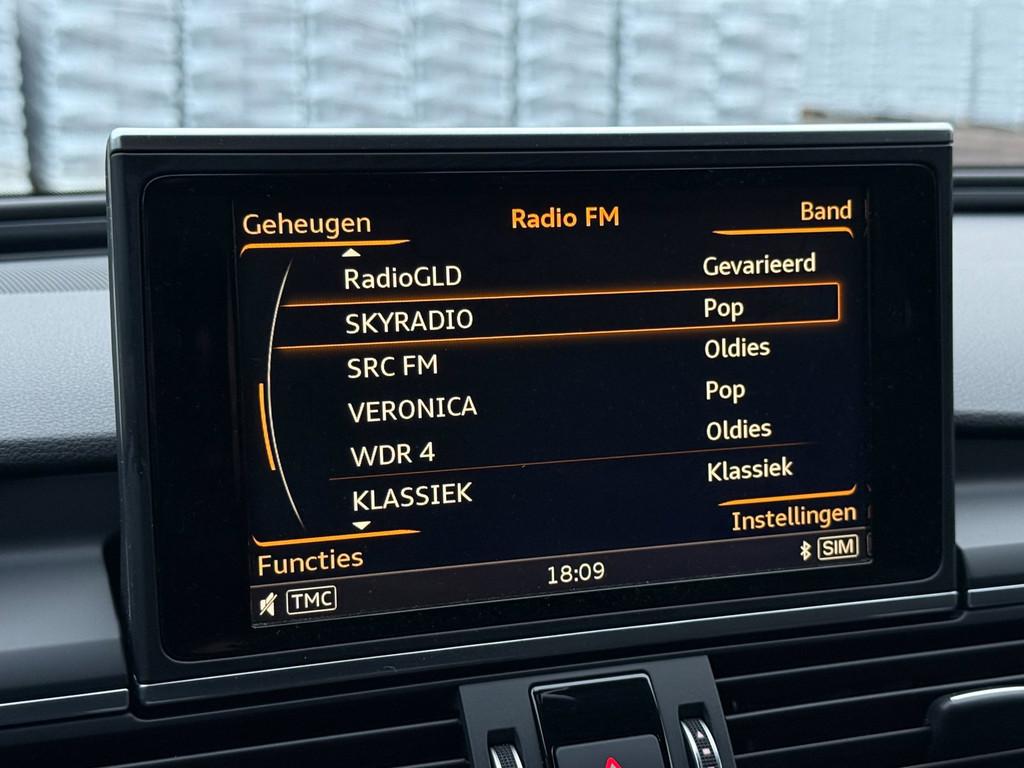 Geheugen Radio FM Band
RadioGLD Gevarieerd
SKYRADIO Pop
SRC FM Oldies
VERONICA Pop
WDR 4 Oldies
KLASSIEK Klassiek
Functies Instellingen
TMC 18:09 SIM